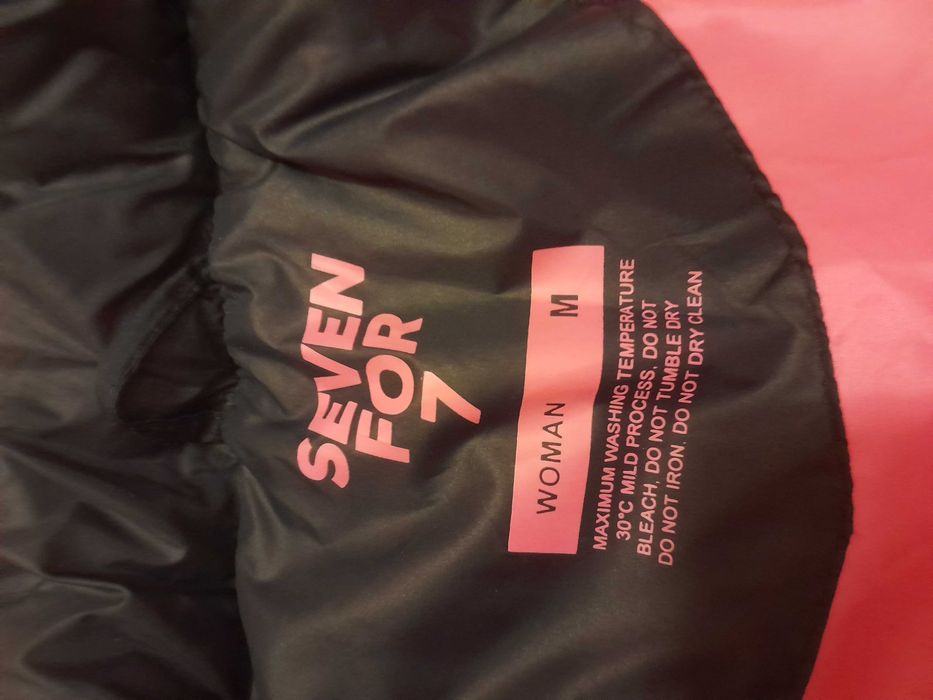 SEVEN
FOR
7
WOMAN M
MAXIMUM WASHING TEMPERATURE
30°C MILD PROCESS, DO NOT
BLEACH, DO NOT TUMBLE DRY
DO NOT IRON, DO NOT DRY CLEAN